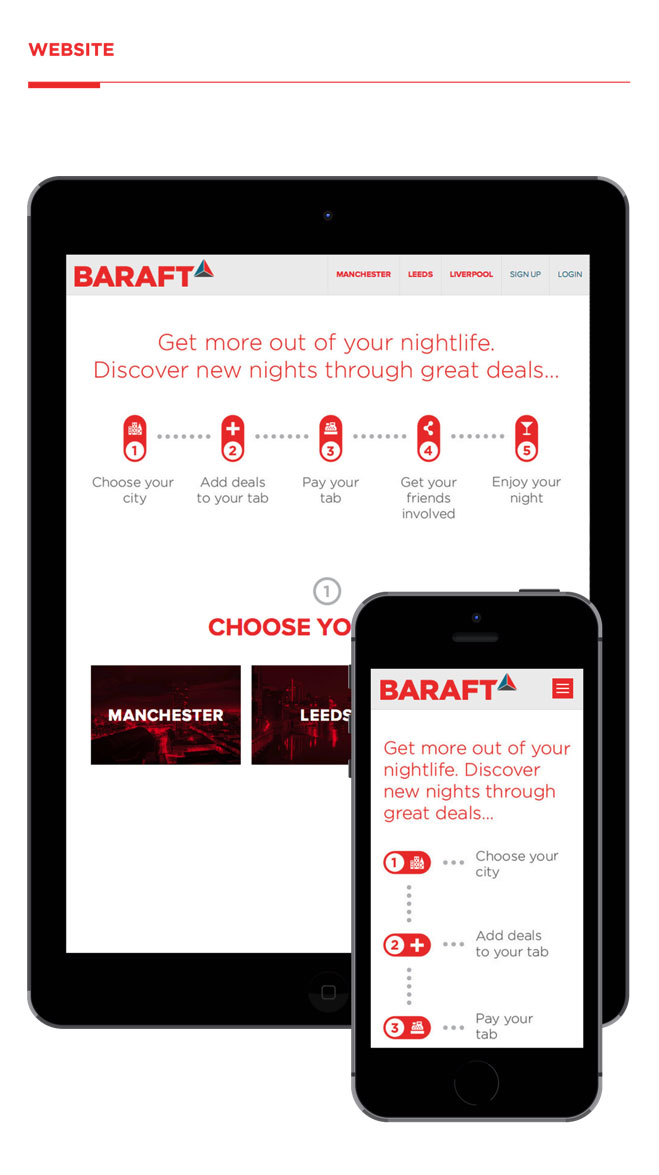 WEBSITE
BARAFT
MANCHESTER LEEDS LIVERPOOL SIGN UP LOGIN
Get more out of your nightlife.
Discover new nights through great deals...
1 2 3 4 5
Choose your
city
Add deals
to your tab
Pay your
tab
Get your
friends
involved
Enjoy your
night
1
CHOOSE YO
MANCHESTER
LEEDS
BARAFT
Get more out of your
nightlife. Discover
new nights through
great deals...
1 Choose your
city
2 Add deals
to your tab
3 Pay your
tab